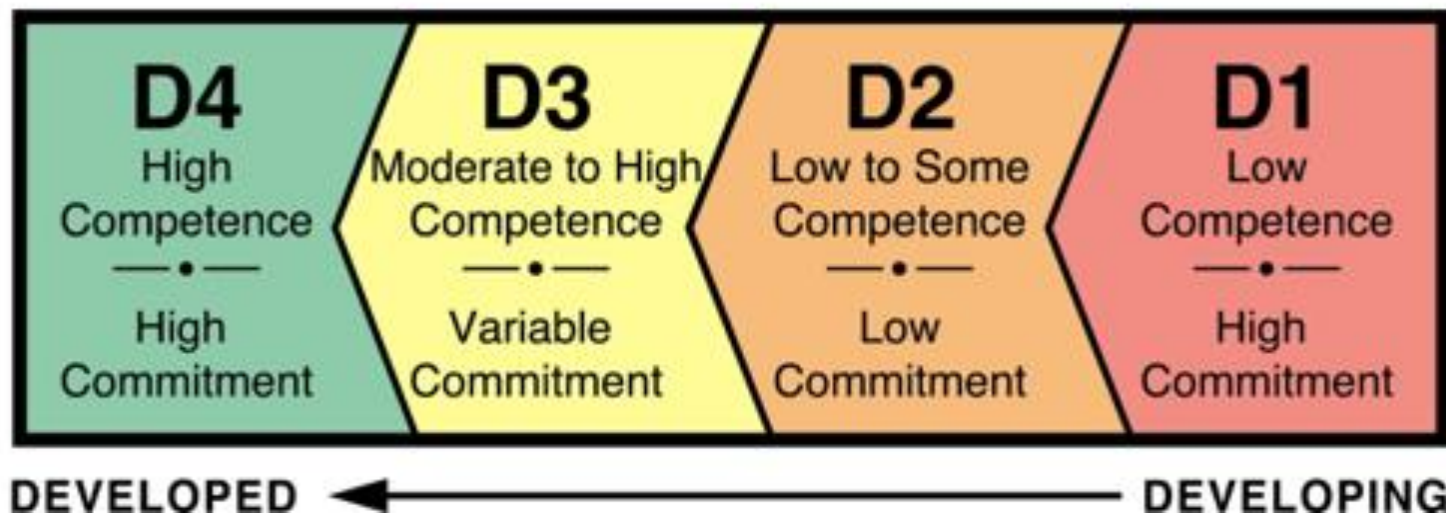 D4
High
Competence
High
Commitment
D3
Moderate to High
Competence
Variable
Commitment
D2
Low to Some
Competence
Low
Commitment
D1
Low
Competence
High
Commitment
DEVELOPED
DEVELOPING